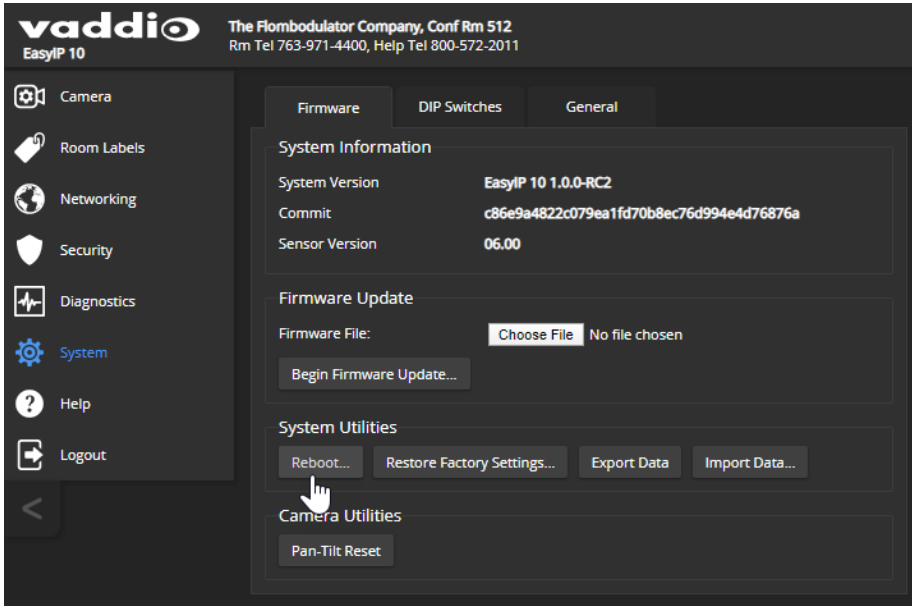 vaddio
EasyIP 10
The Flombodulator Company, Conf Rm 512
Rm Tel 763-971-4400, Help Tel 800-572-2011
Camera
Room Labels
Networking
Security
Diagnostics
System
Help
Logout
<
Firmware DIP Switches General
System Information
System Version EasyIP 10 1.0.0-RC2
Commit c86e9a4822c079ea1fd70b8ec76d994e4d76876a
Sensor Version 06.00
Firmware Update
Firmware File: Choose File No file chosen
Begin Firmware Update...
System Utilities
Reboot... Restore Factory Settings... Export Data Import Data...
Camera Utilities
Pan-Tilt Reset